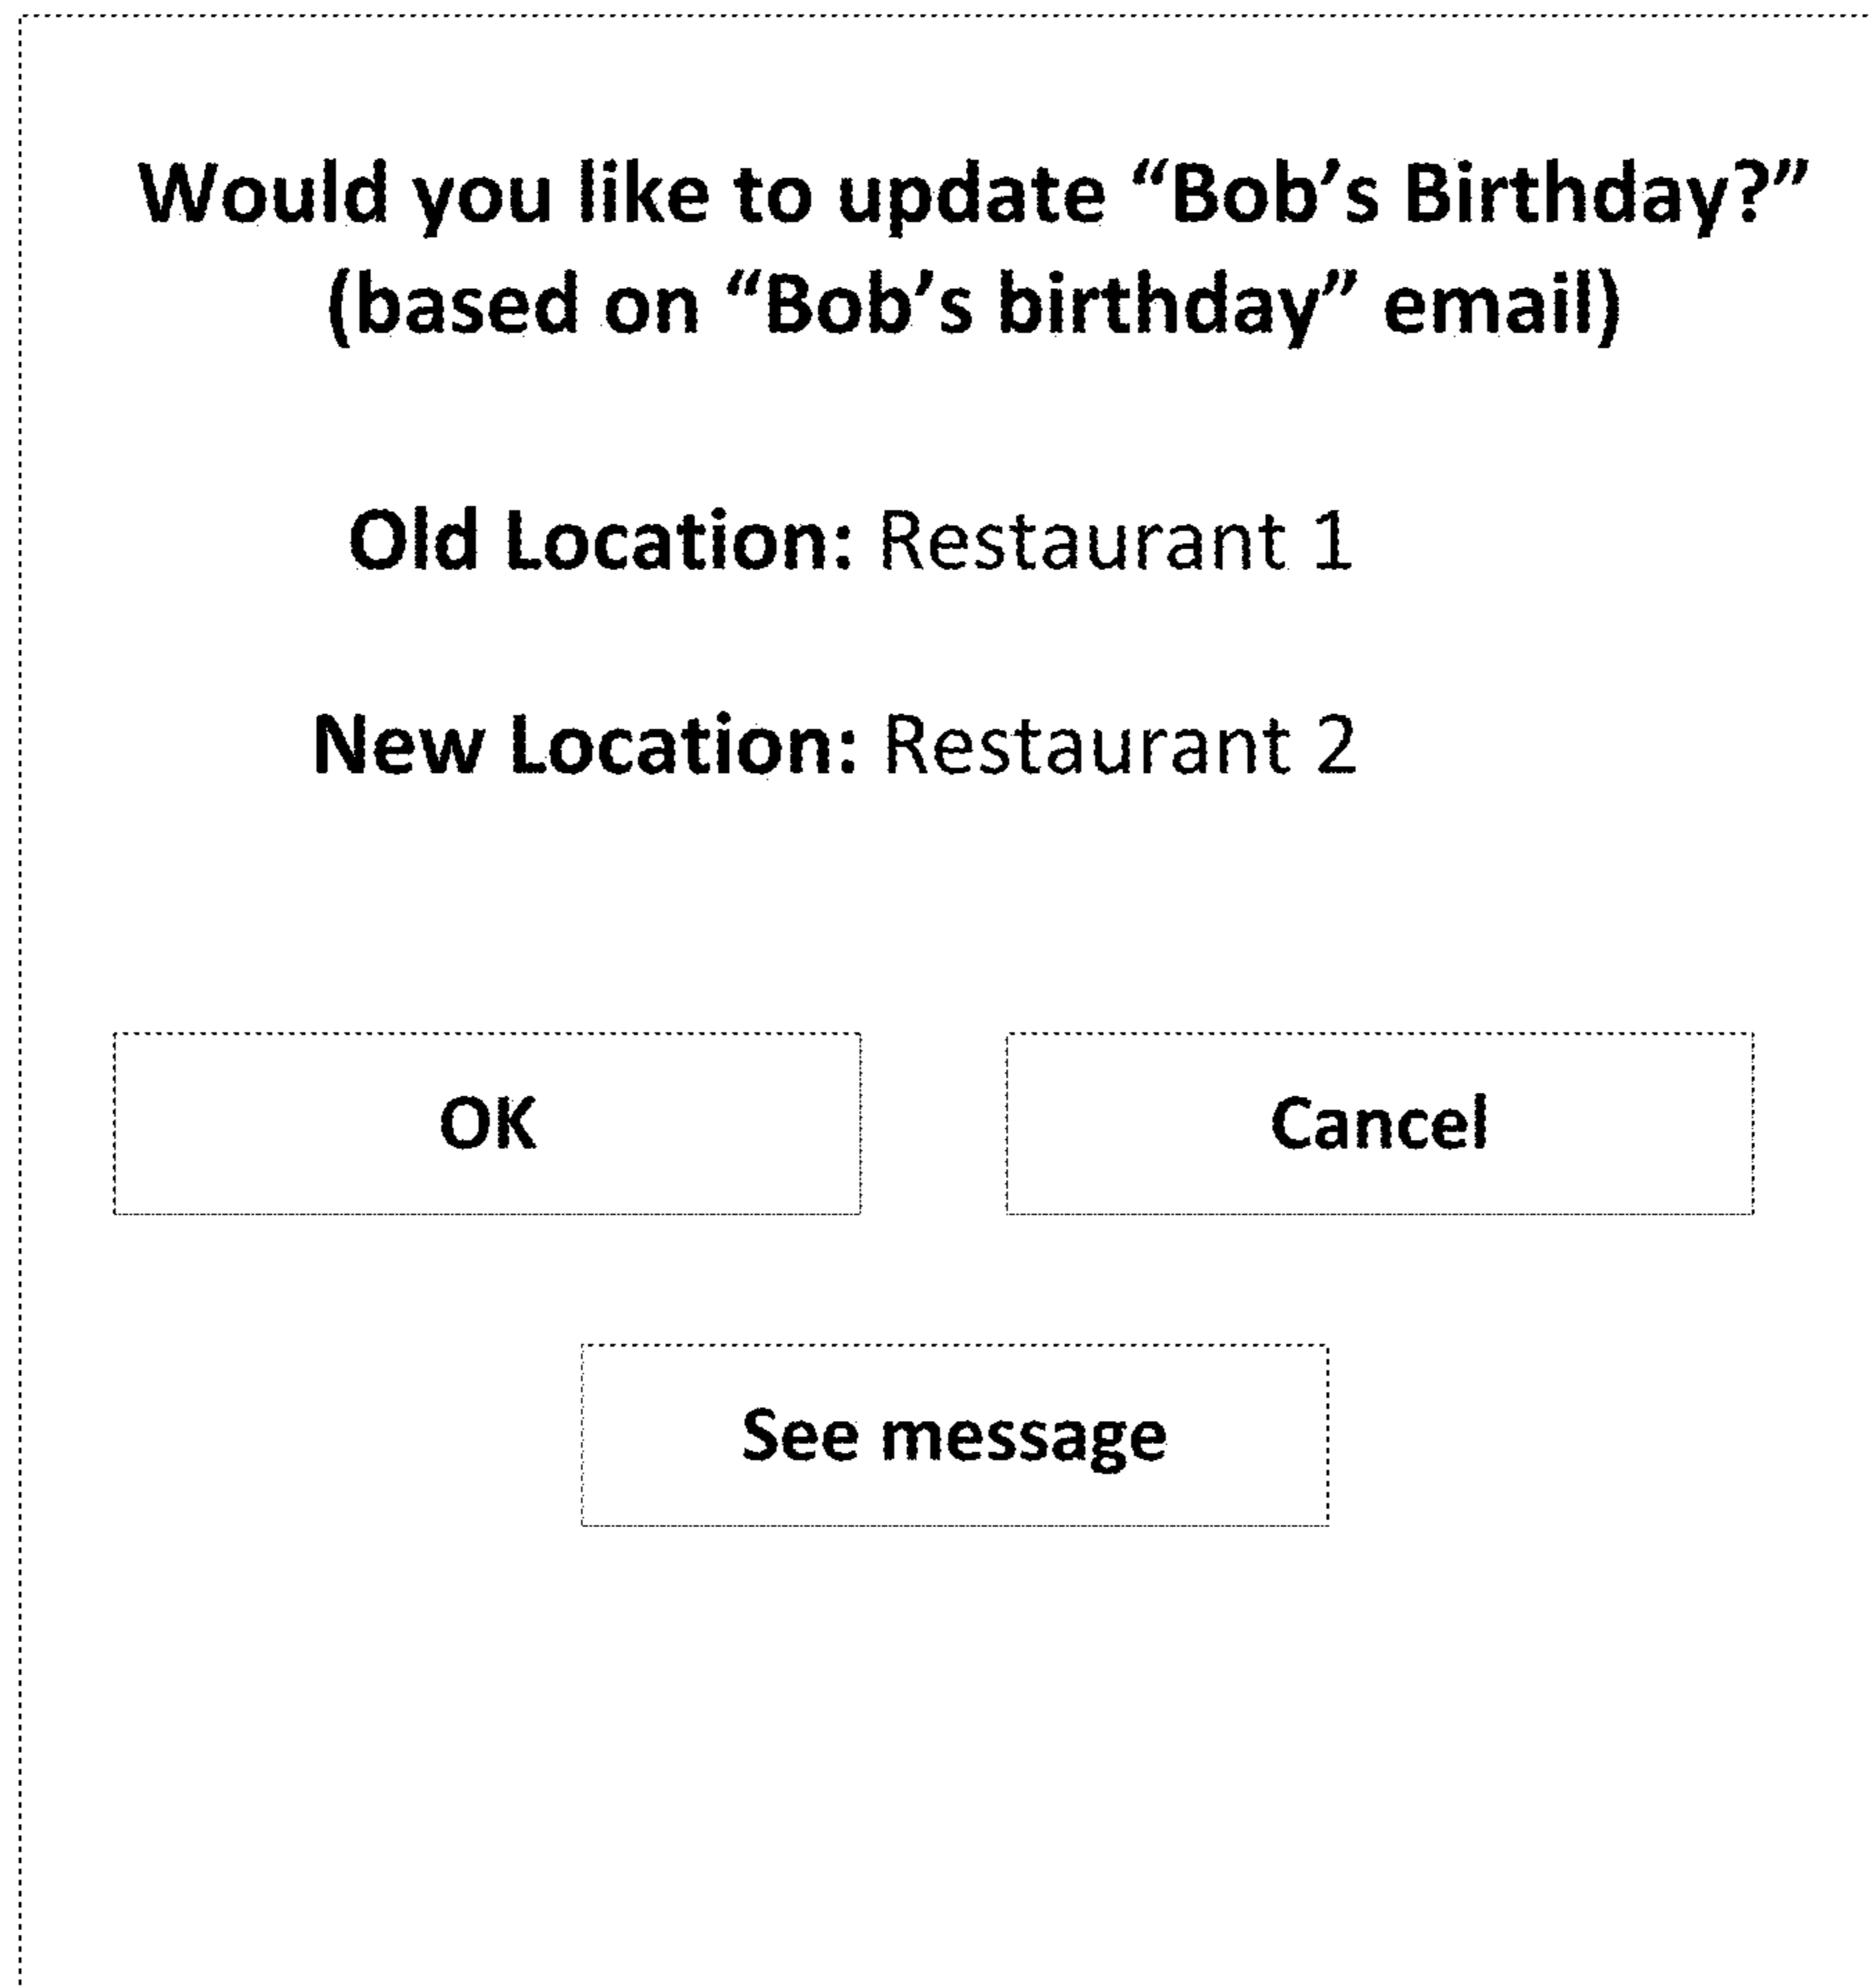 Would you like to update “Bob’s Birthday?”
(based on “Bob’s birthday” email)
Old Location: Restaurant 1
New Location: Restaurant 2
OK
Cancel
See message